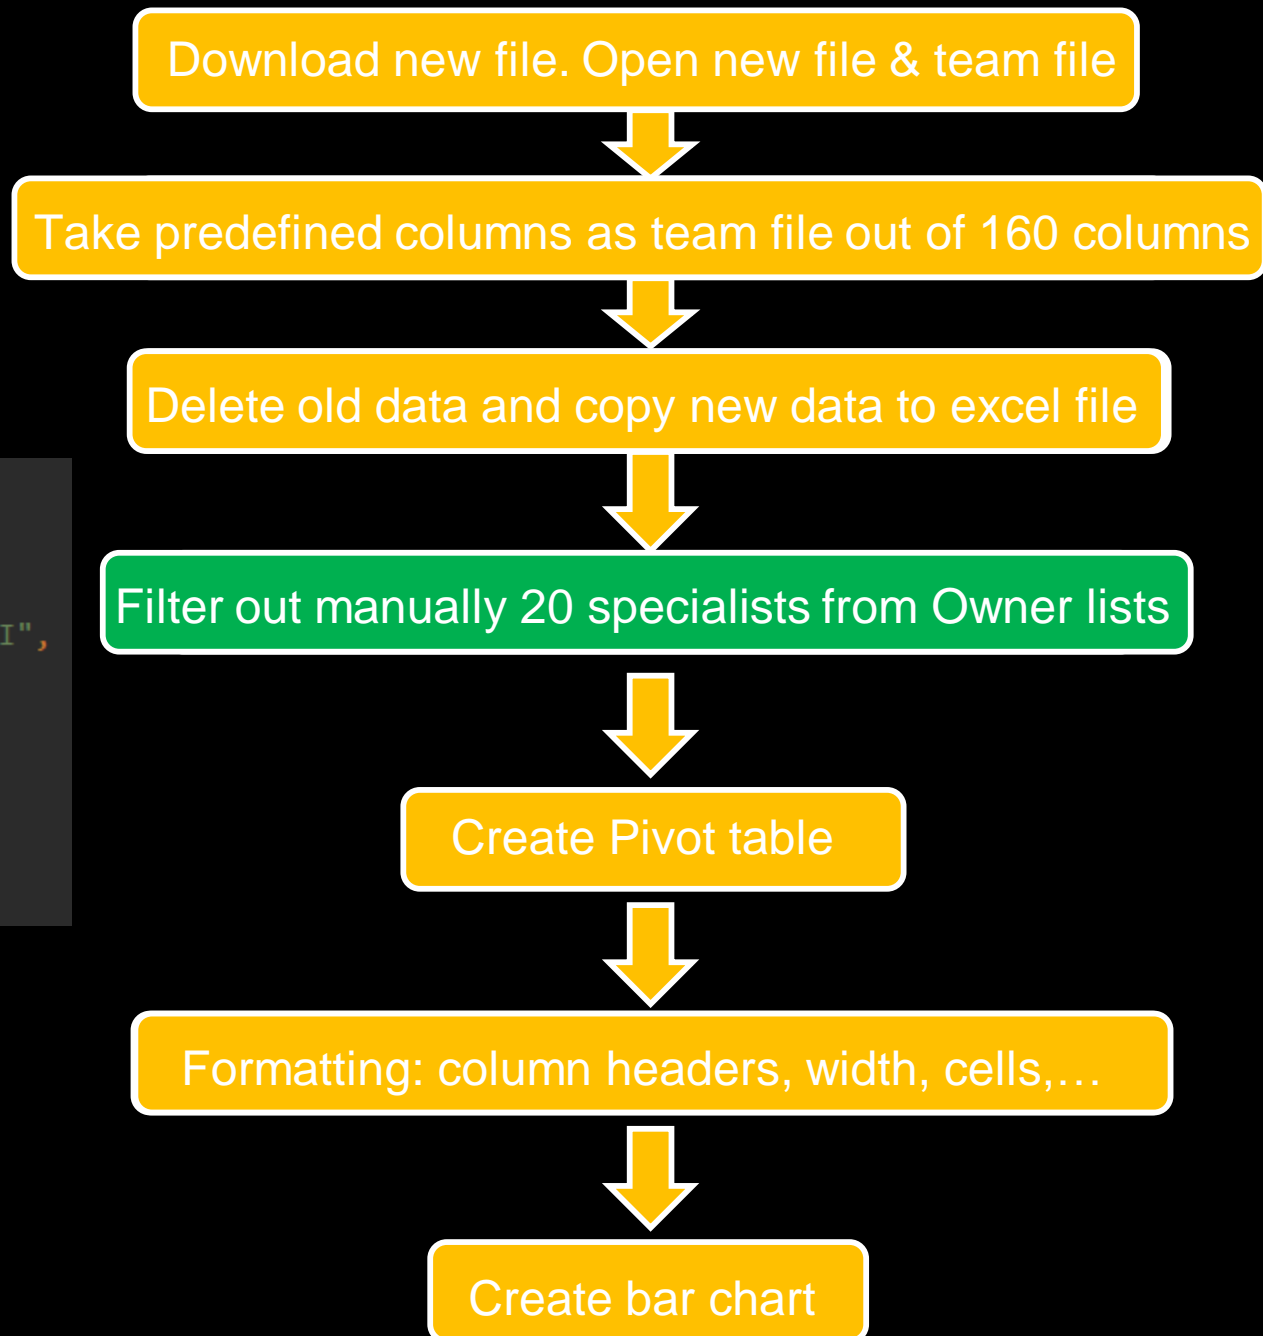 Download new file. Open new file & team file
Take predefined columns as team file out of 160 columns
Delete old data and copy new data to excel file
I",
Filter out manually 20 specialists from Owner lists
Create Pivot table
Formatting: column headers, width, cells,…
Create bar chart